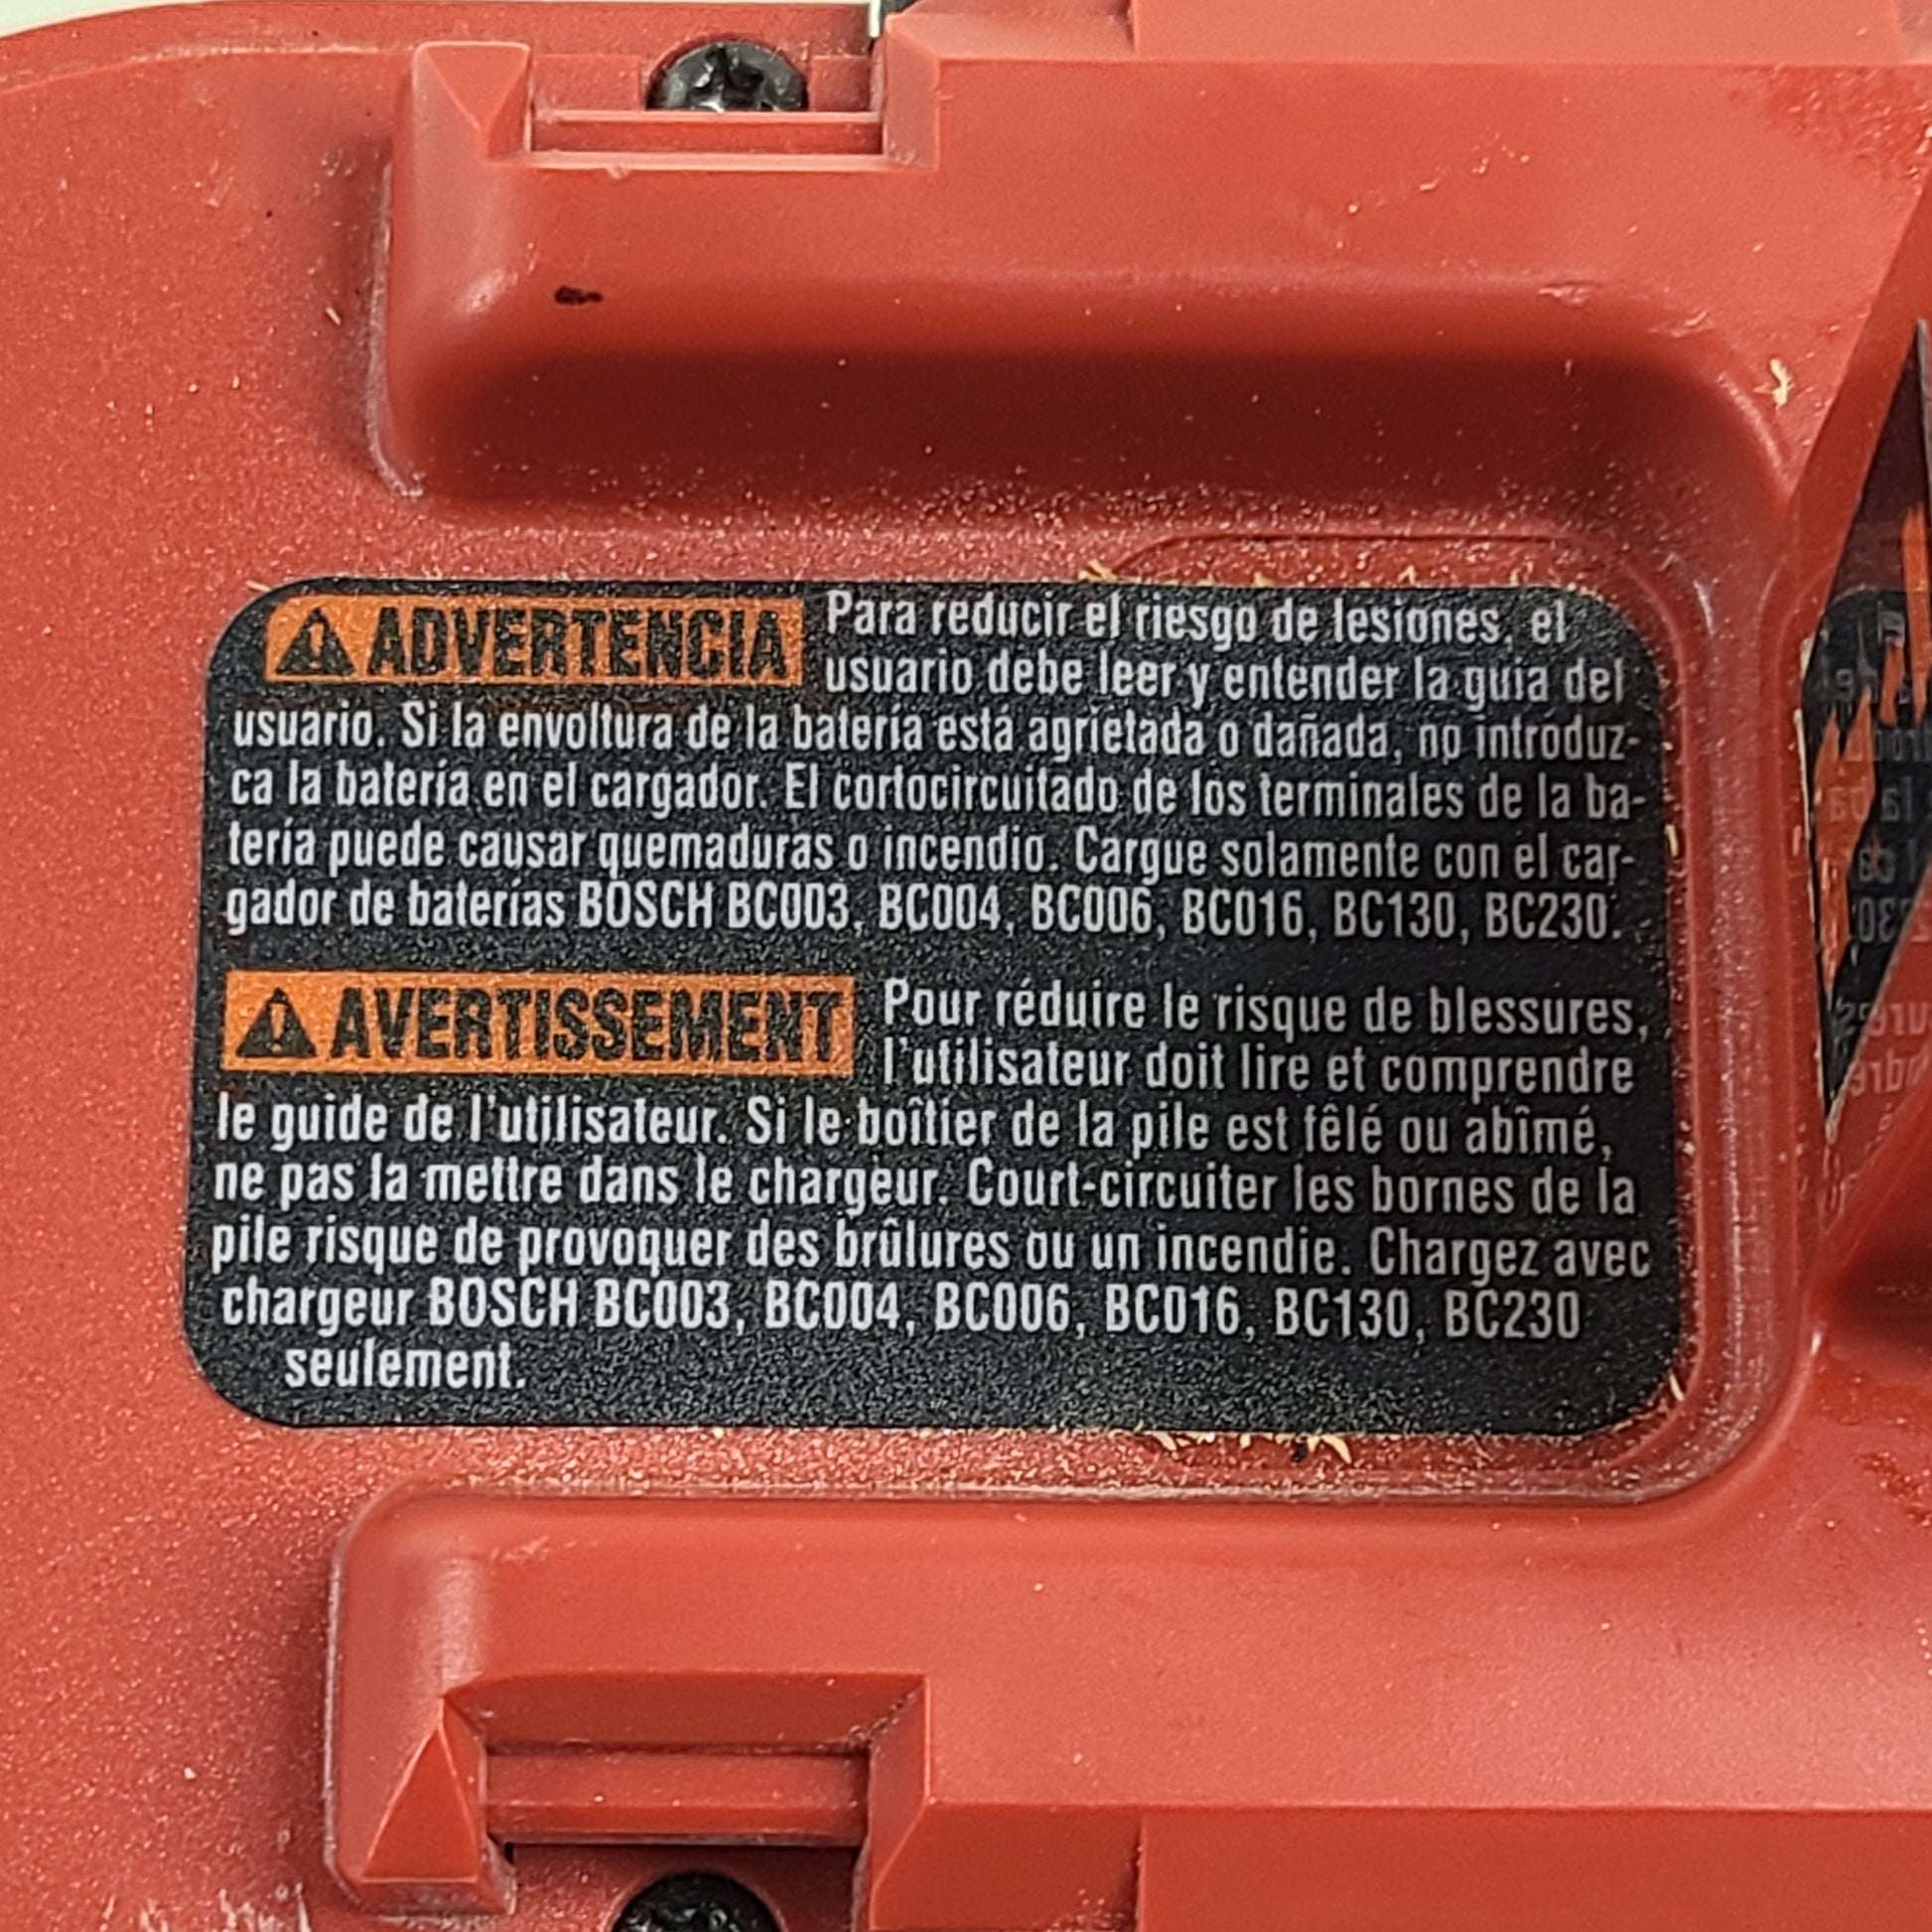 ADVERTENCIA Para reducir el riesgo de lesiones, el
usuario debe leer y entender la guía del
usuario. Si la envoltura de la batería está agrietada o dañada, no introduz-
ca la batería en el cargador. El cortocircuitado de los terminales de la ba-
tería puede causar quemaduras o incendio. Cargue solamente con el car-
gador de baterías BOSCH BC003, BC004, BC006, BC016, BC130, BC230.
AVERTISSEMENT Pour réduire le risque de blessures,
l'utilisateur doit lire et comprendre
le guide de l'utilisateur. Si le boîtier de la pile est fêlé ou abîmé,
ne pas la mettre dans le chargeur. Court-circuiter les bornes de la
pile risque de provoquer des brûlures ou un incendie. Chargez avec
chargeur BOSCH BC003, BC004, BC006, BC016, BC130, BC230
seulement.